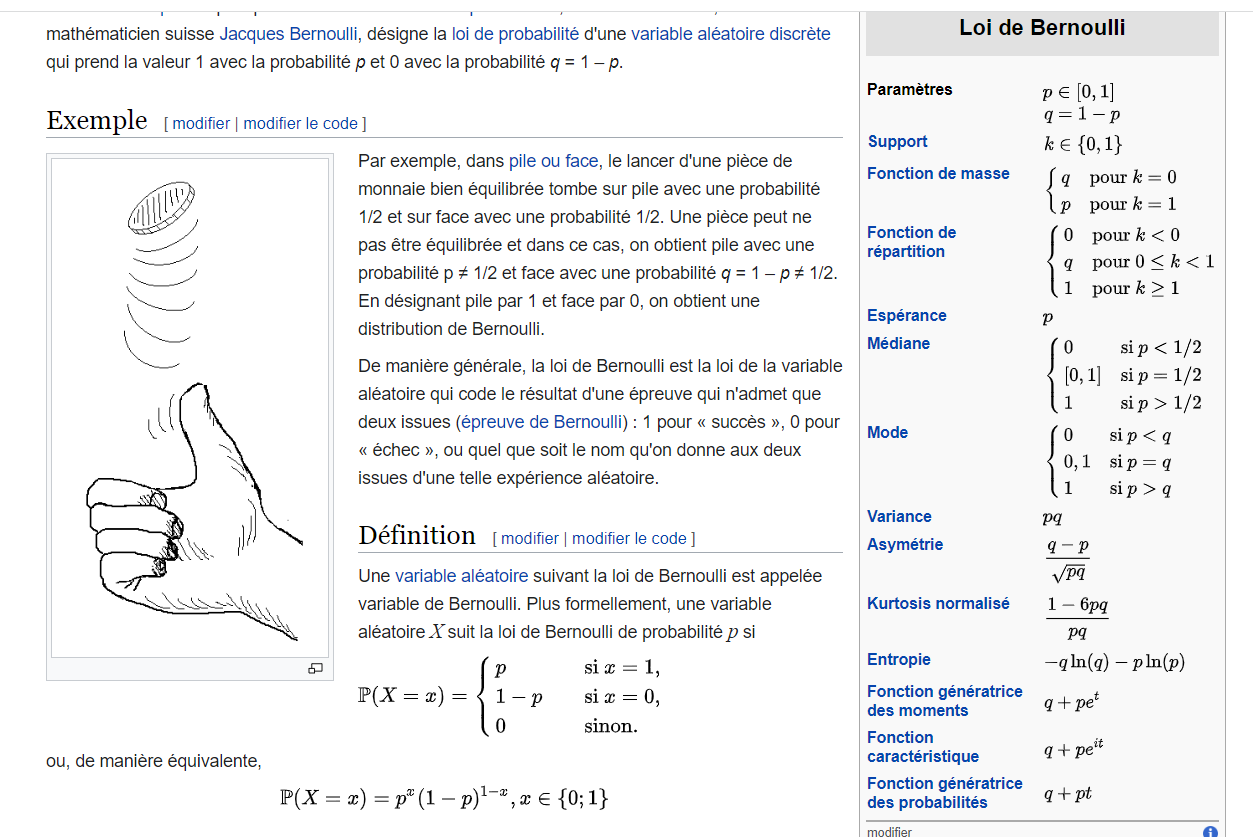 mathématicien suisse Jacques Bernoulli, désigne la loi de probabilité d'une variable aléatoire discrète
qui prend la valeur 1 avec la probabilité p et 0 avec la probabilité q = 1 – p.
Exemple [ modifier | modifier le code ]
Par exemple, dans pile ou face, le lancer d'une pièce de
monnaie bien équilibrée tombe sur pile avec une probabilité
1/2 et sur face avec une probabilité 1/2. Une pièce peut ne
pas être équilibrée et dans ce cas, on obtient pile avec une
probabilité p ≠ 1/2 et face avec une probabilité q = 1 – p ≠ 1/2.
En désignant pile par 1 et face par 0, on obtient une
distribution de Bernoulli.
De manière générale, la loi de Bernoulli est la loi de la variable
aléatoire qui code le résultat d'une épreuve qui n'admet que
deux issues (épreuve de Bernoulli) : 1 pour « succès », 0 pour
« échec », ou quel que soit le nom qu'on donne aux deux
issues d'une telle expérience aléatoire.
Définition [ modifier | modifier le code ]
Une variable aléatoire suivant la loi de Bernoulli est appelée
variable de Bernoulli. Plus formellement, une variable
aléatoire X suit la loi de Bernoulli de probabilité p si
ℙ(X = x) = { p si x = 1,
1 − p si x = 0,
0 sinon.
ou, de manière équivalente,
ℙ(X = x) = pˣ(1 − p)¹⁻ˣ, x ∈ {0; 1}
Loi de Bernoulli
Paramètres p ∈ [0, 1]
q = 1 − p
Support k ∈ {0, 1}
Fonction de masse { q pour k = 0
p pour k = 1
Fonction de répartition { 0 pour k < 0
q pour 0 ≤ k < 1
1 pour k ≥ 1
Espérance p
Médiane { 0 si p < 1/2
[0, 1] si p = 1/2
1 si p > 1/2
Mode { 0 si p < q
0, 1 si p = q
1 si p > q
Variance pq
Asymétrie (q − p)/√pq
Kurtosis normalisé (1 − 6pq)/pq
Entropie −q ln(q) − p ln(p)
Fonction génératrice
des moments q + peᵗ
Fonction
caractéristique q + peⁱᵗ
Fonction génératrice
des probabilités q + pt
modifier